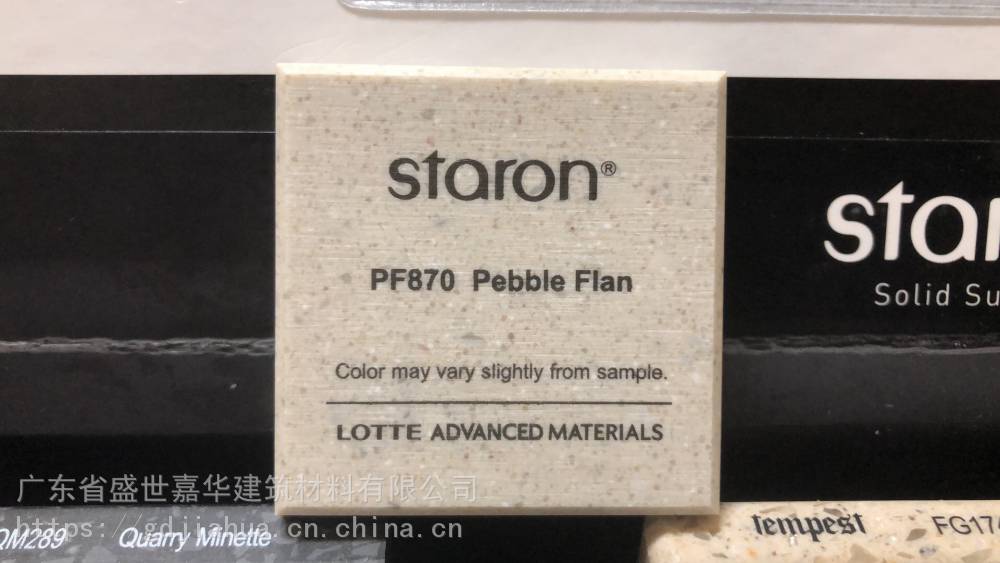 staron®
PF870 Pebble Flan
Color may vary slightly from sample.
LOTTE ADVANCED MATERIALS
star
Solid Su
广东省盛世嘉华建筑材料有限公司
https://gdjiahua.cn.china.cn
QM289 Quarry Minette
tempest FG174